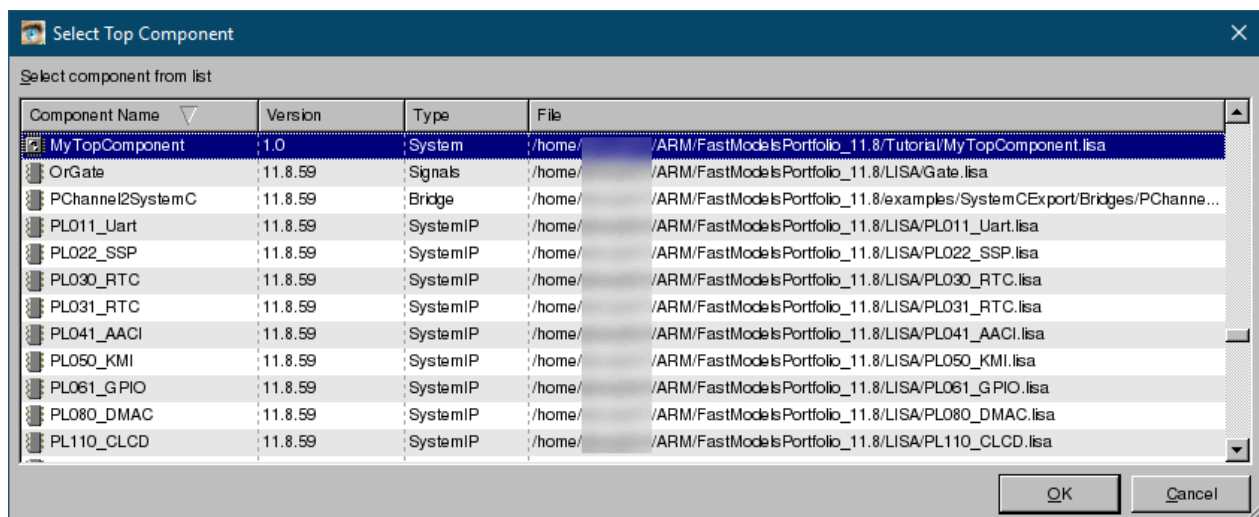 Select Top Component
Select component from list
Component Name Version Type File
MyTopComponent 1.0 System /home/ /ARM/FastModelsPortfolio_11.8/Tutorial/MyTopComponent.lisa
OrGate 11.8.59 Signals /home/ /ARM/FastModelsPortfolio_11.8/LISA/Gate.lisa
PChannel2SystemC 11.8.59 Bridge /home/ /ARM/FastModelsPortfolio_11.8/examples/SystemCExport/Bridges/PChanne...
PL011_Uart 11.8.59 SystemIP /home/ /ARM/FastModelsPortfolio_11.8/LISA/PL011_Uart.lisa
PL022_SSP 11.8.59 SystemIP /home/ /ARM/FastModelsPortfolio_11.8/LISA/PL022_SSP.lisa
PL030_RTC 11.8.59 SystemIP /home/ /ARM/FastModelsPortfolio_11.8/LISA/PL030_RTC.lisa
PL031_RTC 11.8.59 SystemIP /home/ /ARM/FastModelsPortfolio_11.8/LISA/PL031_RTC.lisa
PL041_AACI 11.8.59 SystemIP /home/ /ARM/FastModelsPortfolio_11.8/LISA/PL041_AACI.lisa
PL050_KMI 11.8.59 SystemIP /home/ /ARM/FastModelsPortfolio_11.8/LISA/PL050_KMI.lisa
PL061_GPIO 11.8.59 SystemIP /home/ /ARM/FastModelsPortfolio_11.8/LISA/PL061_GPIO.lisa
PL080_DMAC 11.8.59 SystemIP /home/ /ARM/FastModelsPortfolio_11.8/LISA/PL080_DMAC.lisa
PL110_CLCD 11.8.59 SystemIP /home/ /ARM/FastModelsPortfolio_11.8/LISA/PL110_CLCD.lisa
OK Cancel